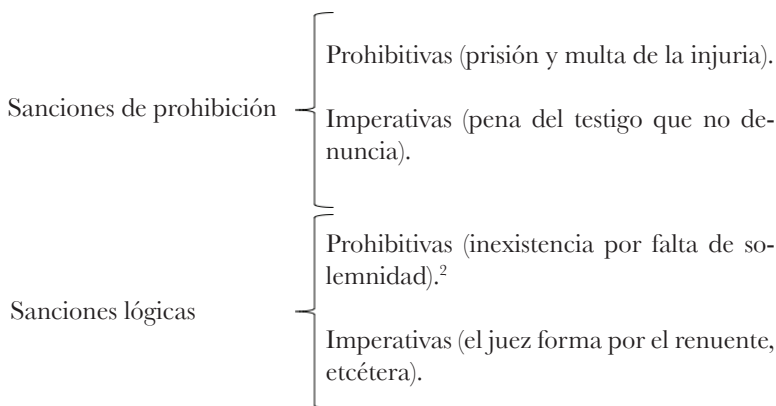 Sanciones de prohibición
Prohibitivas (prisión y multa de la injuria).
Imperativas (pena del testigo que no de-
nuncia).
Sanciones lógicas
Prohibitivas (inexistencia por falta de so-
lemnidad).²
Imperativas (el juez forma por el renuente,
etcétera).